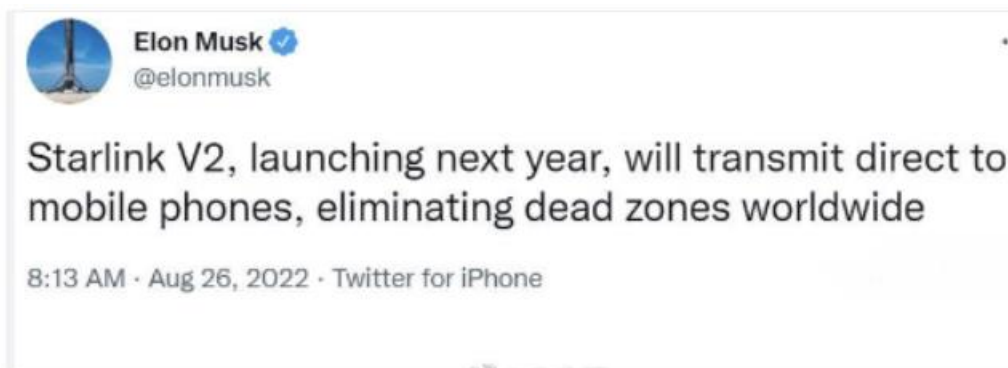 Elon Musk
@elonmusk
Starlink V2, launching next year, will transmit direct to
mobile phones, eliminating dead zones worldwide
8:13 AM · Aug 26, 2022 · Twitter for iPhone